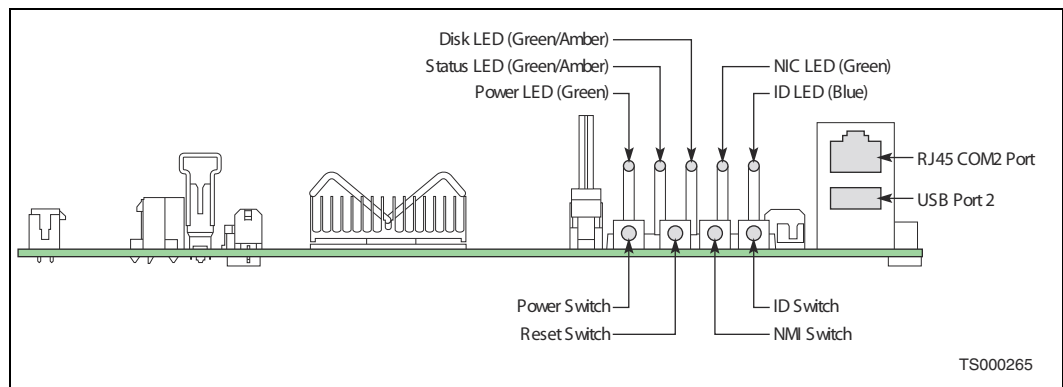 Disk LED (Green/Amber)
Status LED (Green/Amber)
Power LED (Green)
NIC LED (Green)
ID LED (Blue)
RJ45 COM2 Port
USB Port 2
Power Switch
Reset Switch
ID Switch
NMI Switch
TS000265